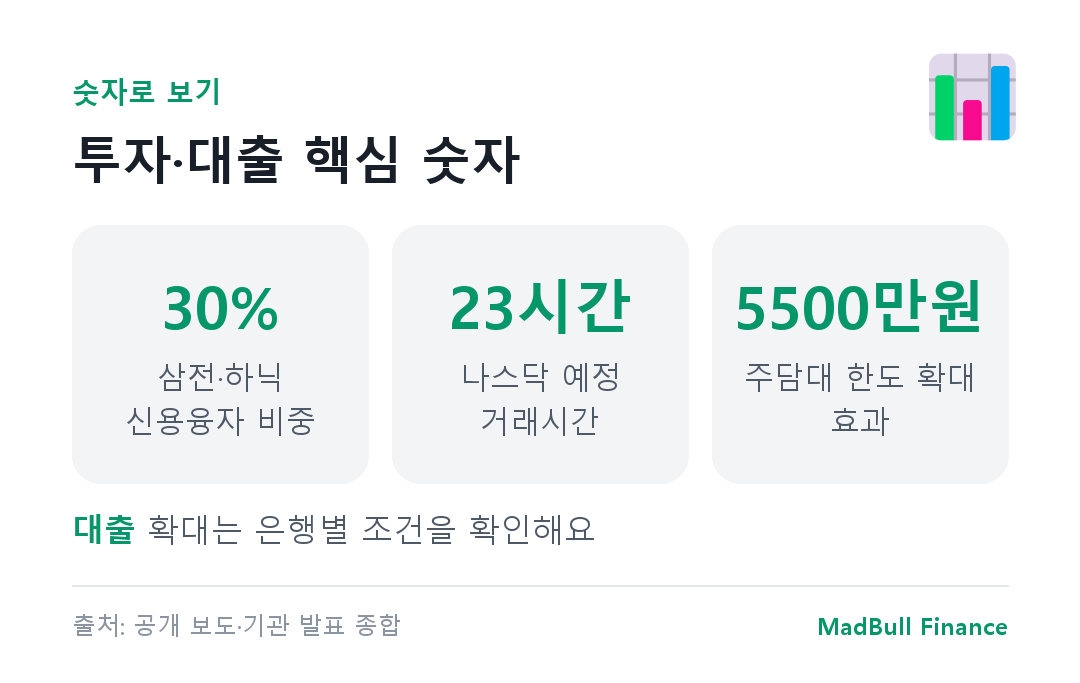 숫자로 보기
투자·대출 핵심 숫자
30%
삼전·하닉
신용융자 비중
23시간
나스닥 예정
거래시간
5500만원
주담대 한도 확대
효과
대출 확대는 은행별 조건을 확인해요
출처: 공개 보도·기관 발표 종합
MadBull Finance